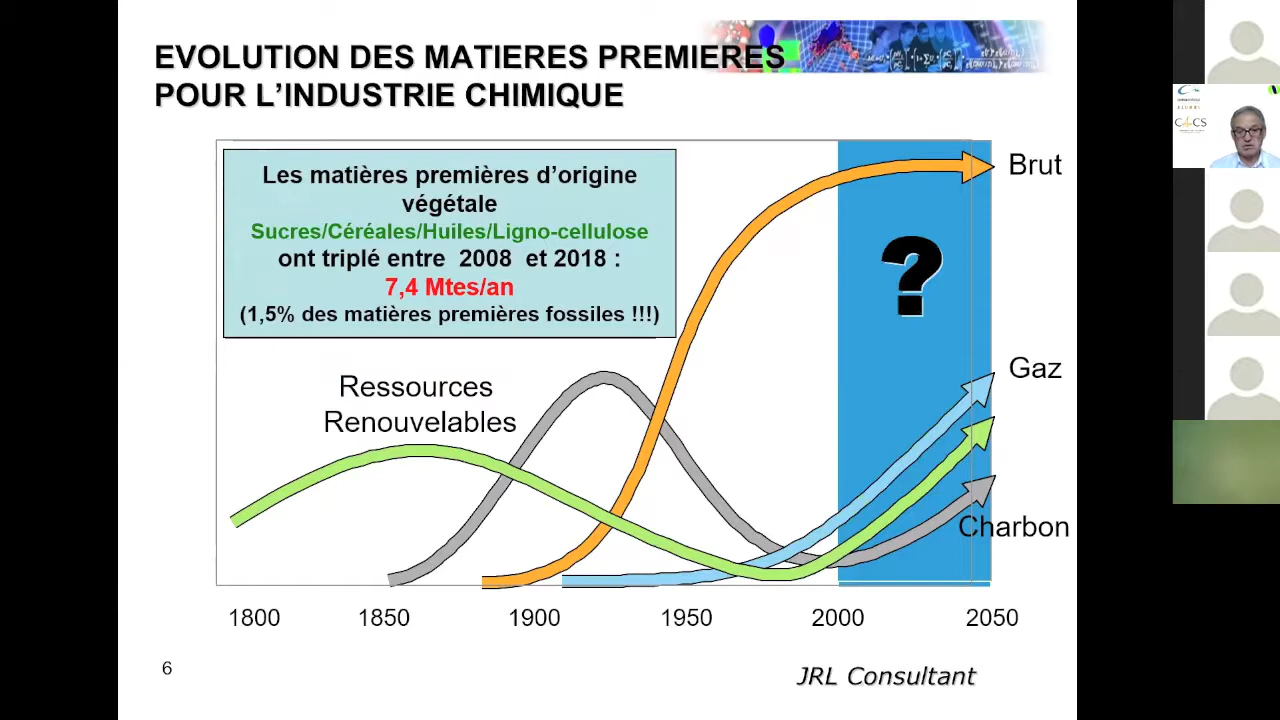 EVOLUTION DES MATIERES PREMIERES
POUR L’INDUSTRIE CHIMIQUE
Les matières premières d’origine
végétale
Sucres/Céréales/Huiles/Ligno-cellulose
ont triplé entre 2008 et 2018 :
7,4 Mtes/an
(1,5% des matières premières fossiles !!!)
Brut
?
Gaz
Ressources
Renouvelables
Charbon
1800 1850 1900 1950 2000 2050
6
JRL Consultant